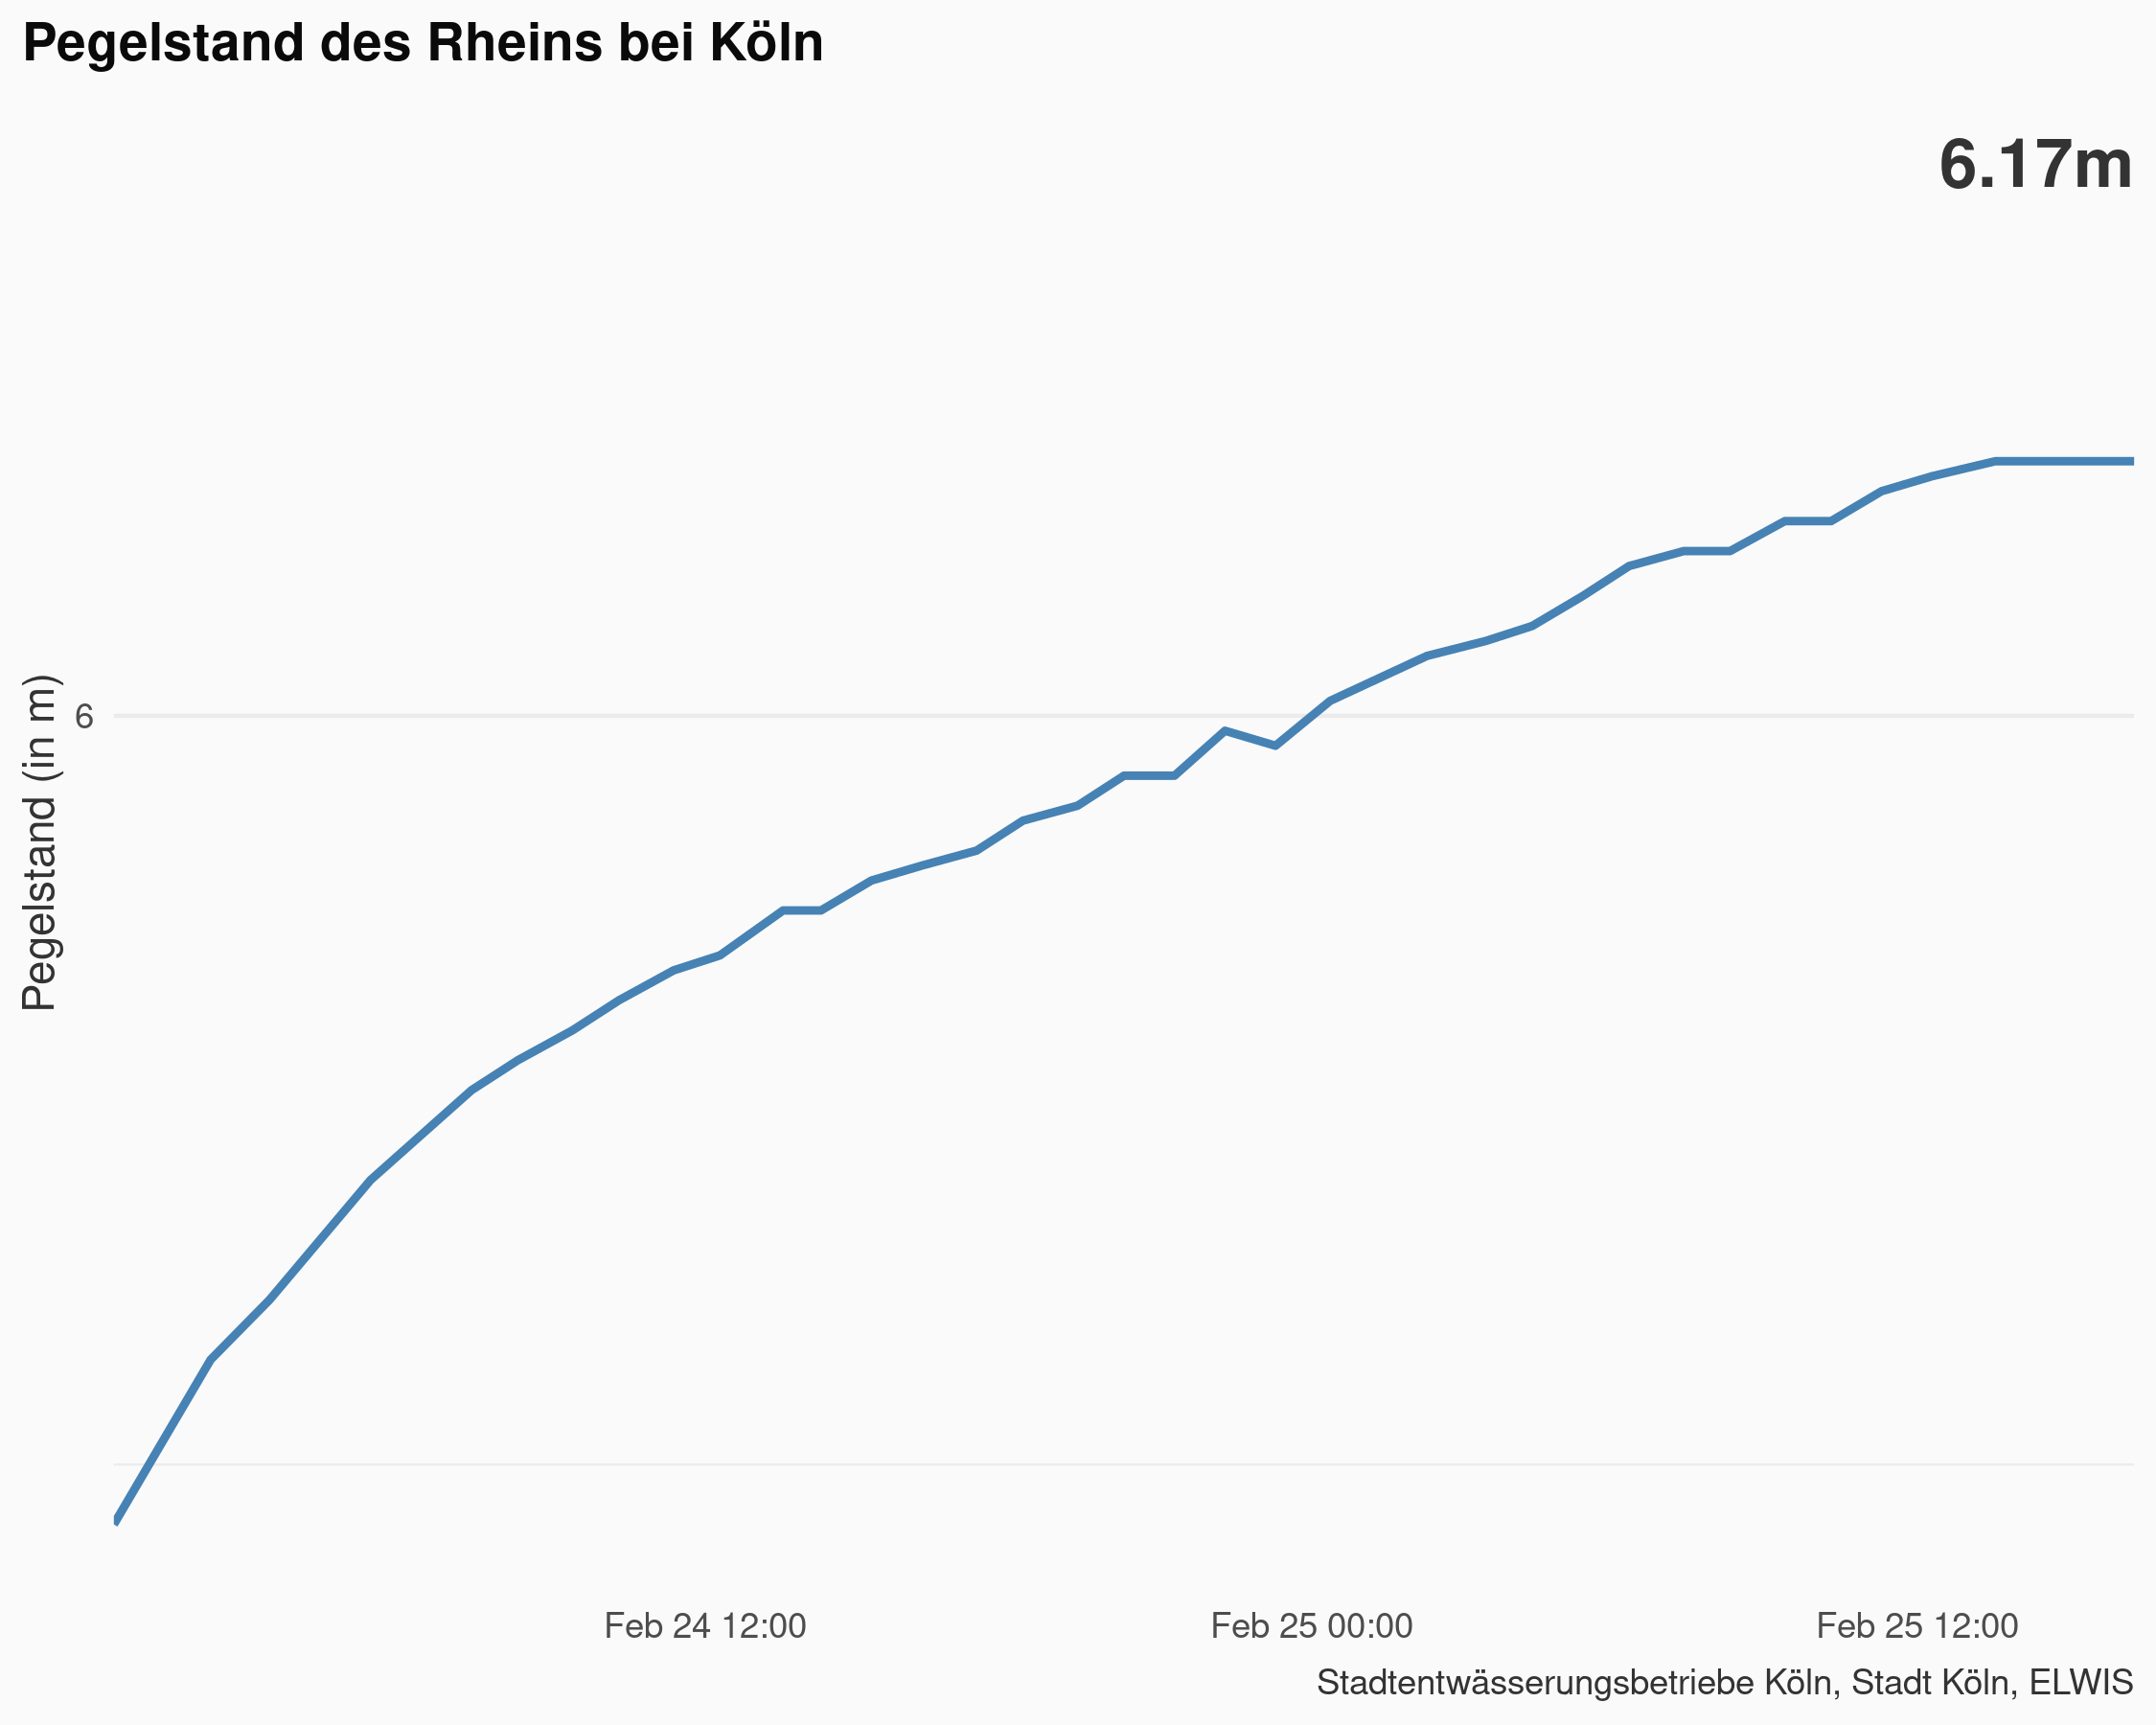 Pegelstand des Rheins bei Köln
6.17m
Pegelstand (in m)
6
Feb 24 12:00
Feb 25 00:00
Feb 25 12:00
Stadtentwässerungsbetriebe Köln, Stadt Köln, ELWIS